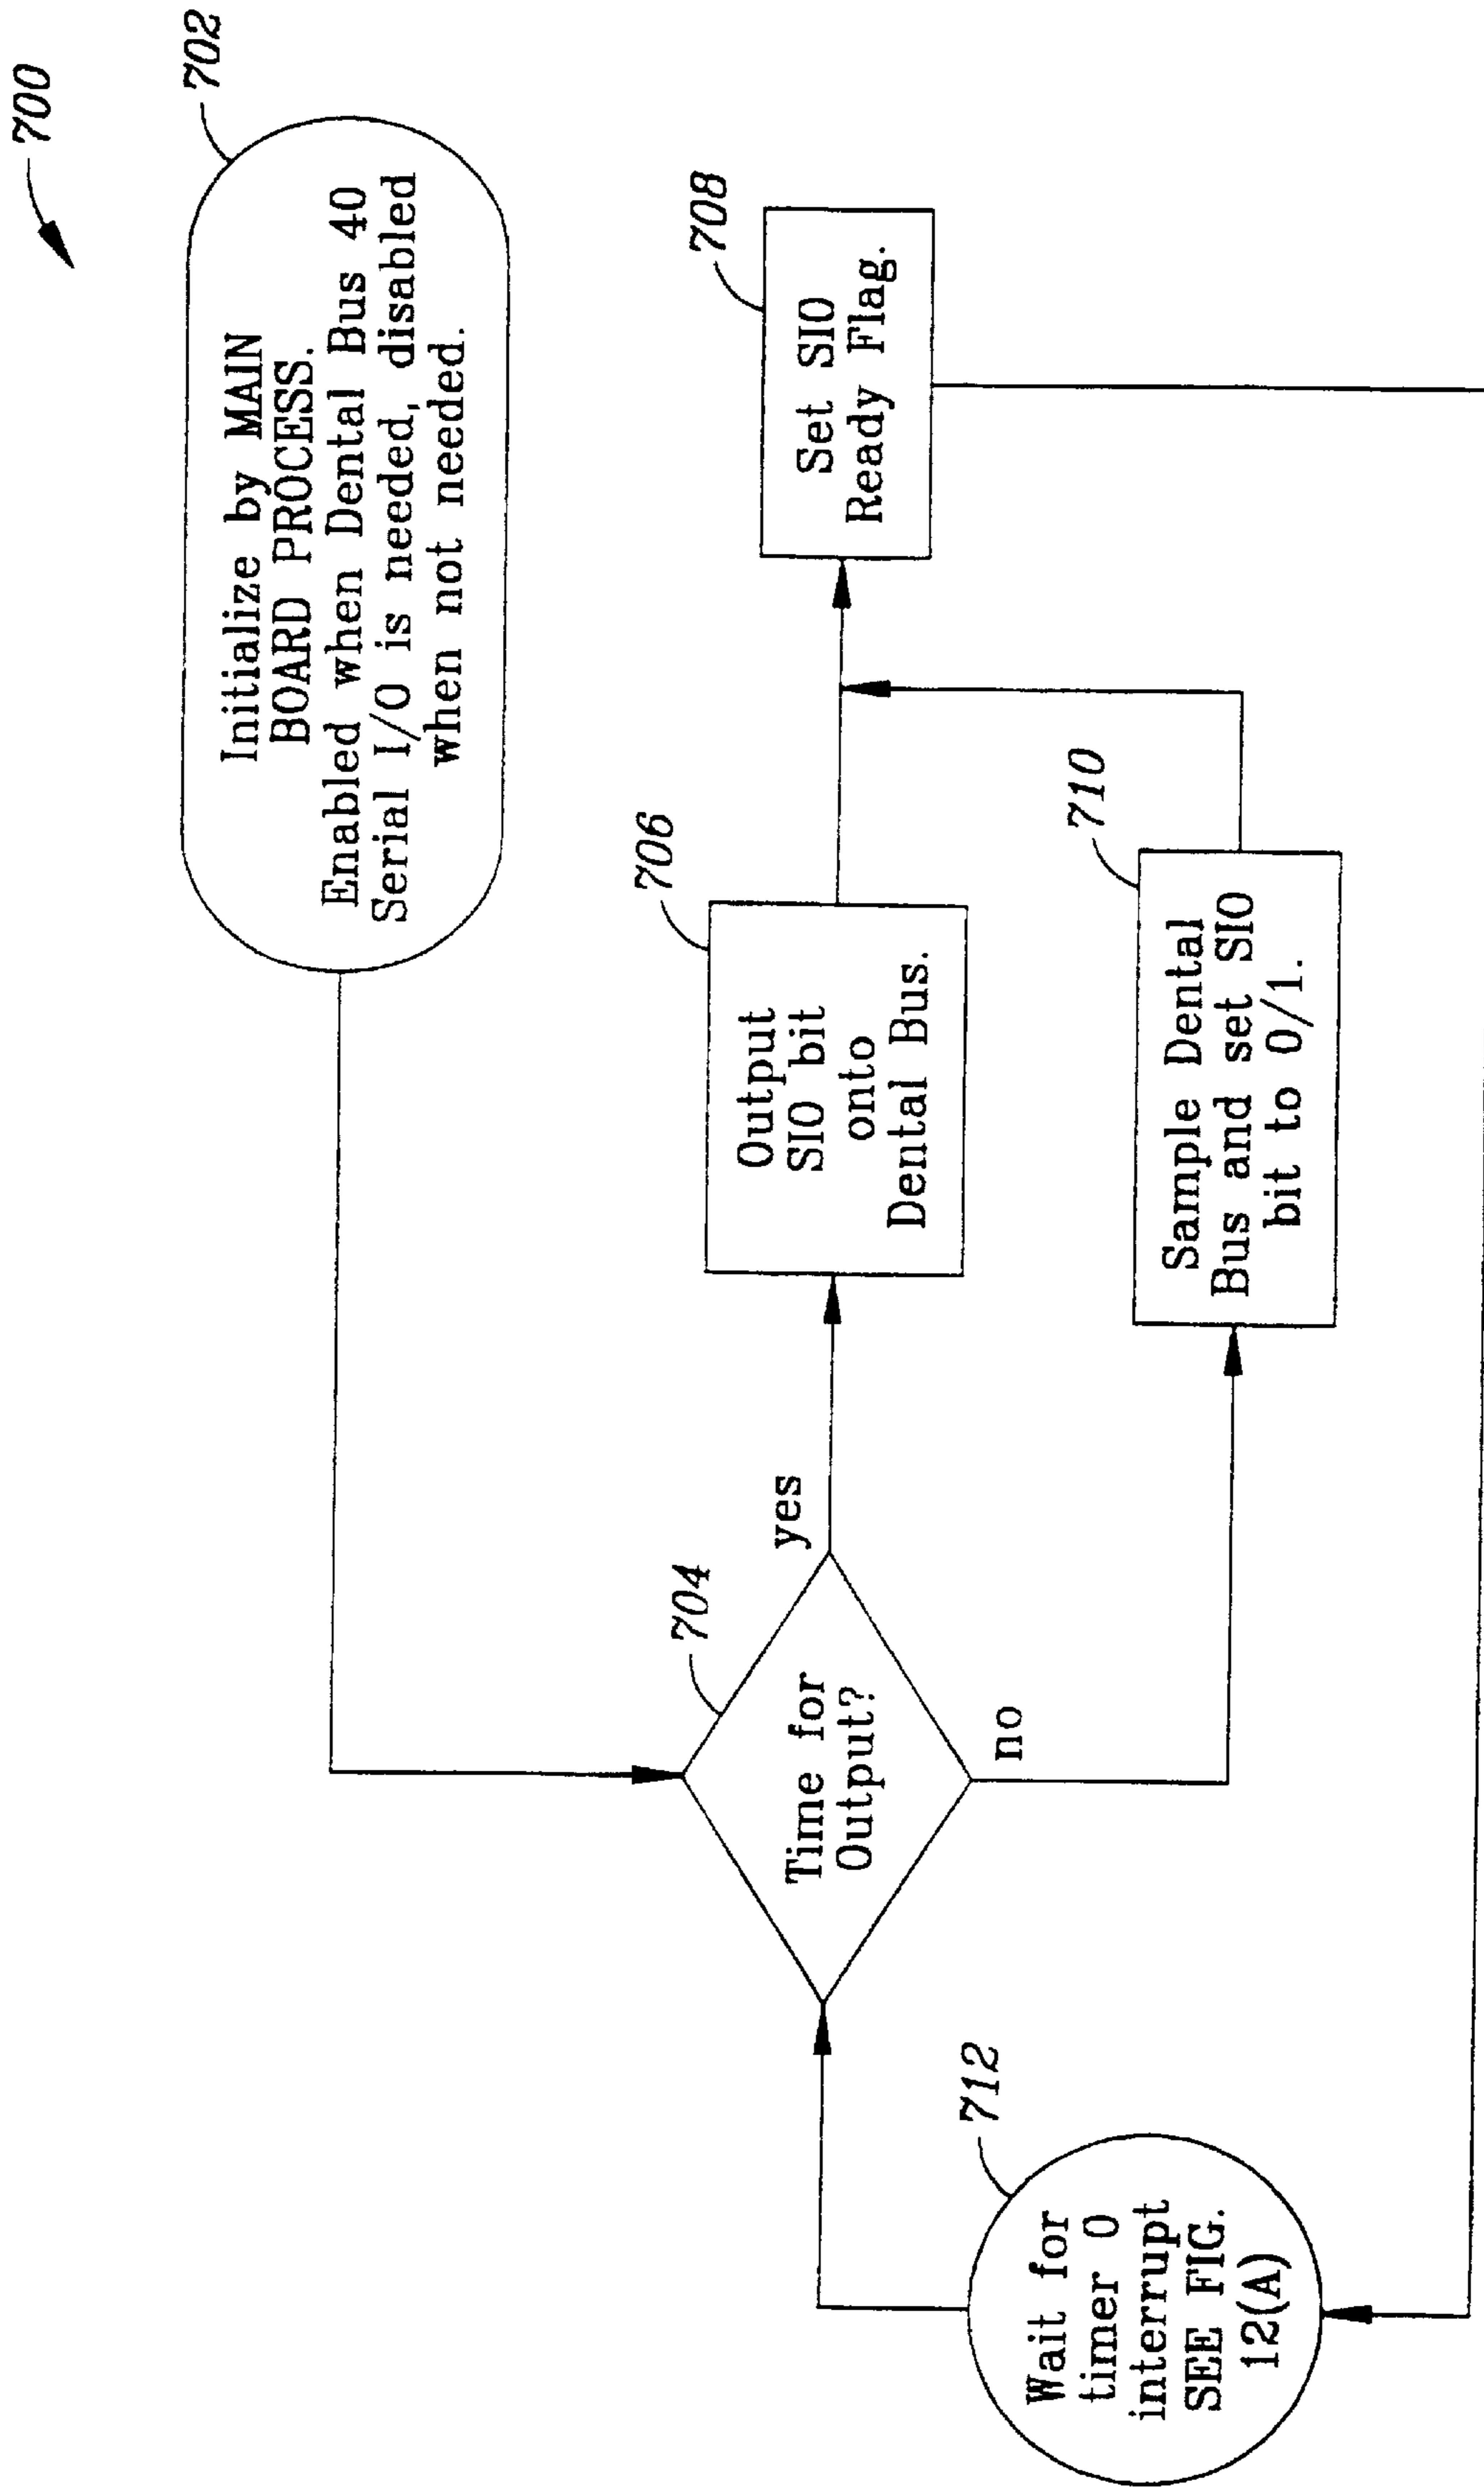 700
702
Initialize by MAIN
BOARD PROCESS.
Enabled when Dental Bus 40
Serial I/O is needed, disabled
when not needed.
704
Time for
Output?
yes
no
706
Output
SIO bit
onto
Dental Bus.
708
Set SIO
Ready Flag.
710
Sample Dental
Bus and set SIO
bit to 0/1.
712
Wait for
timer 0
interrupt
SEE FIG.
12(A)